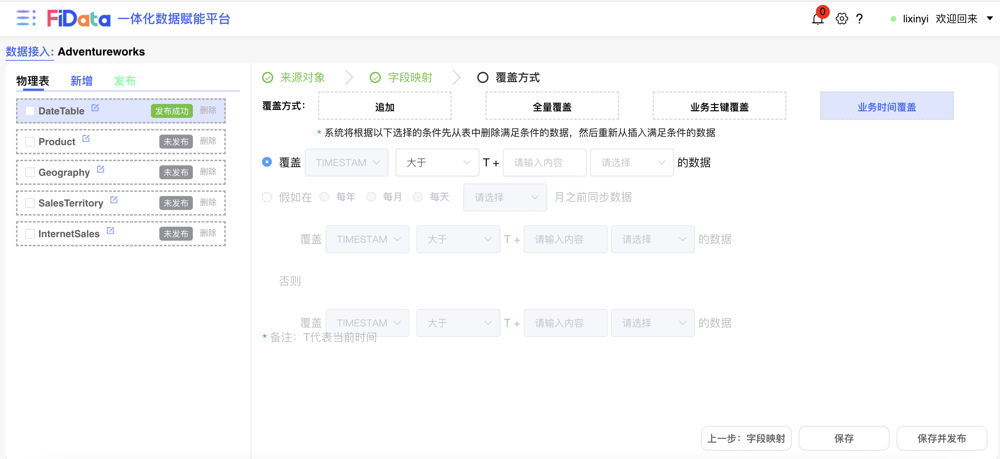 FiData 一体化数据赋能平台 0 ? lixinyi 欢迎回来
数据接入: Adventureworks
物理表 新增 发布
DateTable 发布成功 删除
Product 未发布 删除
Geography 未发布 删除
SalesTerritory 未发布 删除
InternetSales 未发布 删除
来源对象 字段映射 覆盖方式
覆盖方式： 追加 全量覆盖 业务主键覆盖 业务时间覆盖
* 系统将根据以下选择的条件先从表中删除满足条件的数据，然后重新从插入满足条件的数据
覆盖 TIMESTAM 大于 T + 请输入内容 请选择 的数据
假如在 每年 每月 每天 请选择 月之前同步数据
覆盖 TIMESTAM 大于 T + 请输入内容 请选择 的数据
否则
覆盖 TIMESTAM 大于 T + 请输入内容 请选择 的数据
* 备注：T代表当前时间
上一步：字段映射 保存 保存并发布